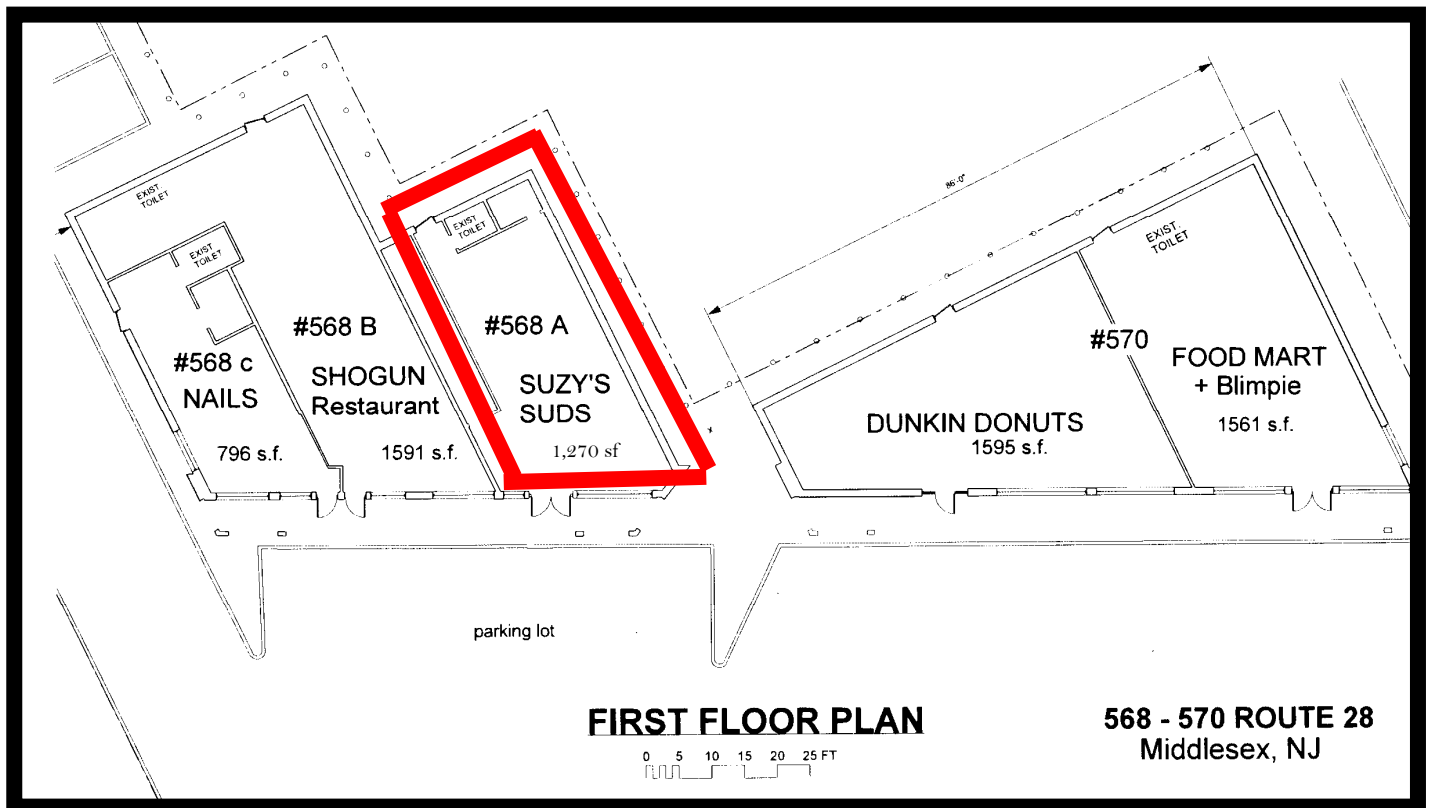 EXIST.
TOILET
EXIST
TOILET
#568 c
NAILS
796 s.f.
#568 B
SHOGUN
Restaurant
1591 s.f.
EXIST
TOILET
#568 A
SUZY'S
SUDS
1,270 sf
86'-0"
#570
DUNKIN DONUTS
1595 s.f.
EXIST.
TOILET
FOOD MART
+ Blimpie
1561 s.f.
x
parking lot
FIRST FLOOR PLAN
0 5 10 15 20 25 FT
568 - 570 ROUTE 28
Middlesex, NJ